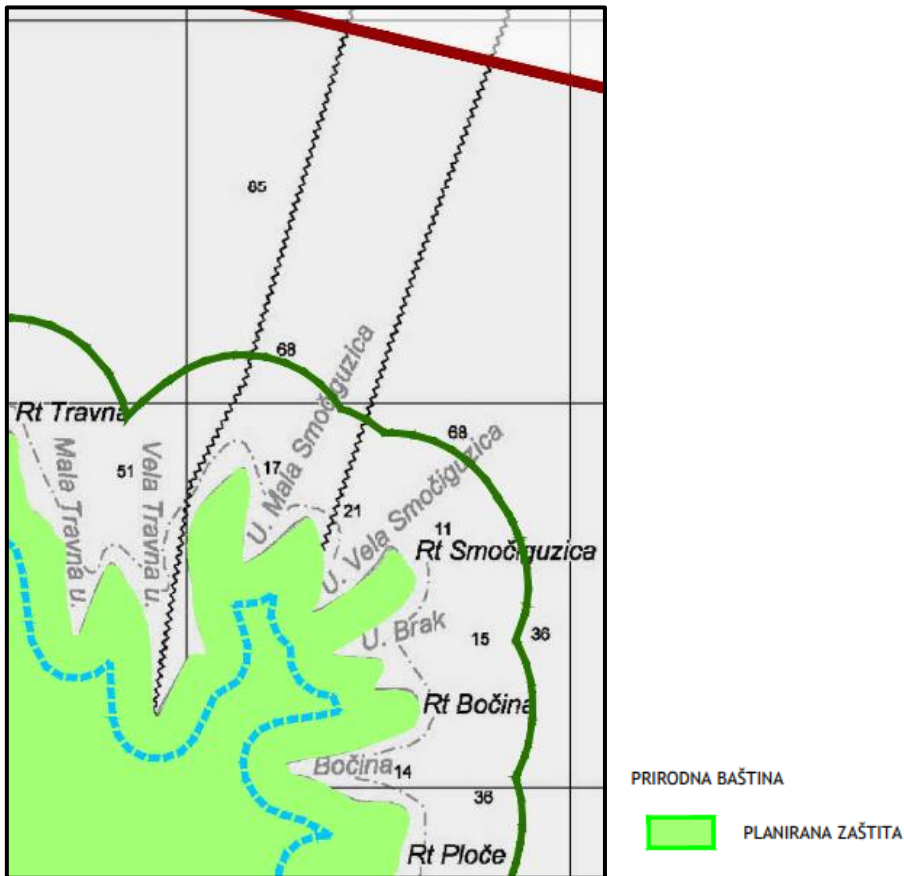 85
68
U. Mala Smočiguzica
Rt Travna
68
Mala Travna u.
51
Vela Travna u.
17
U. Vela Smočiguzica
21
11
Rt Smočiguzica
U. Brak
15
36
Rt Bočina
Bočina
14
36
Rt Ploče
PRIRODNA BAŠTINA
PLANIRANA ZAŠTITA